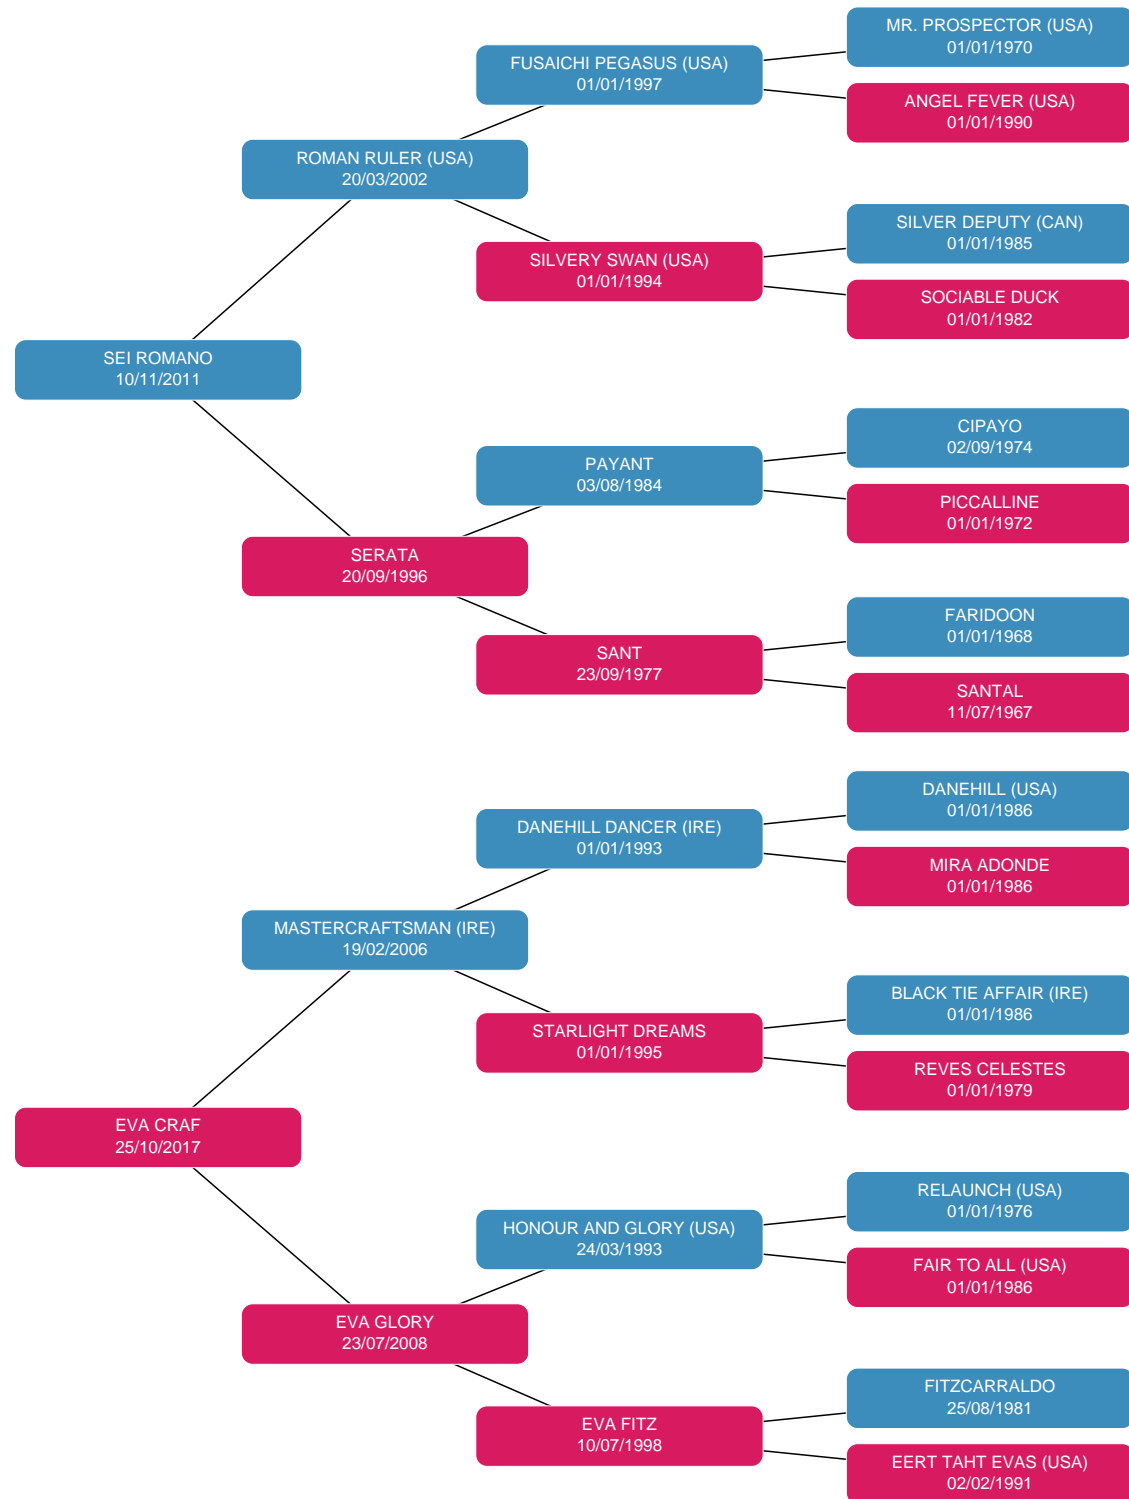 MR. PROSPECTOR (USA)
01/01/1970
FUSAICHI PEGASUS (USA)
01/01/1997
ANGEL FEVER (USA)
01/01/1990
ROMAN RULER (USA)
20/03/2002
SILVER DEPUTY (CAN)
01/01/1985
SILVERY SWAN (USA)
01/01/1994
SOCIABLE DUCK
01/01/1982
SEI ROMANO
10/11/2011
CIPAYO
02/09/1974
PAYANT
03/08/1984
PICCALLINE
01/01/1972
SERATA
20/09/1996
FARIDOON
01/01/1968
SANT
23/09/1977
SANTAL
11/07/1967
DANEHILL (USA)
01/01/1986
DANEHILL DANCER (IRE)
01/01/1993
MIRA ADONDE
01/01/1986
MASTERCRAFTSMAN (IRE)
19/02/2006
BLACK TIE AFFAIR (IRE)
01/01/1986
STARLIGHT DREAMS
01/01/1995
REVES CELESTES
01/01/1979
EVA CRAF
25/10/2017
RELAUNCH (USA)
01/01/1976
HONOUR AND GLORY (USA)
24/03/1993
FAIR TO ALL (USA)
01/01/1986
EVA GLORY
23/07/2008
FITZCARRALDO
25/08/1981
EVA FITZ
10/07/1998
EERT TAHT EVAS (USA)
02/02/1991